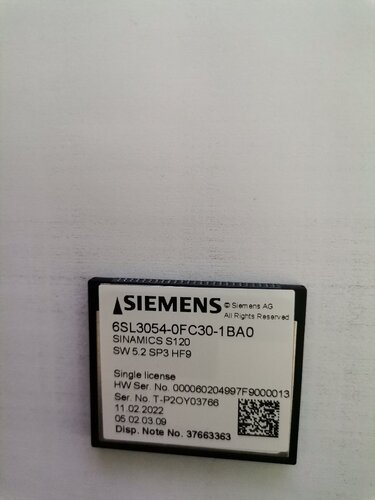 SIEMENS © Siemens AG
All Rights Reserved
6SL3054-0FC30-1BA0
SINAMICS S120
SW 5.2 SP3 HF9
Single license
HW Ser. No. 000060204997F9000013
Ser. No. T-P2OY03766
11.02.2022
05.02.03.09
Disp. Note No. 37663363